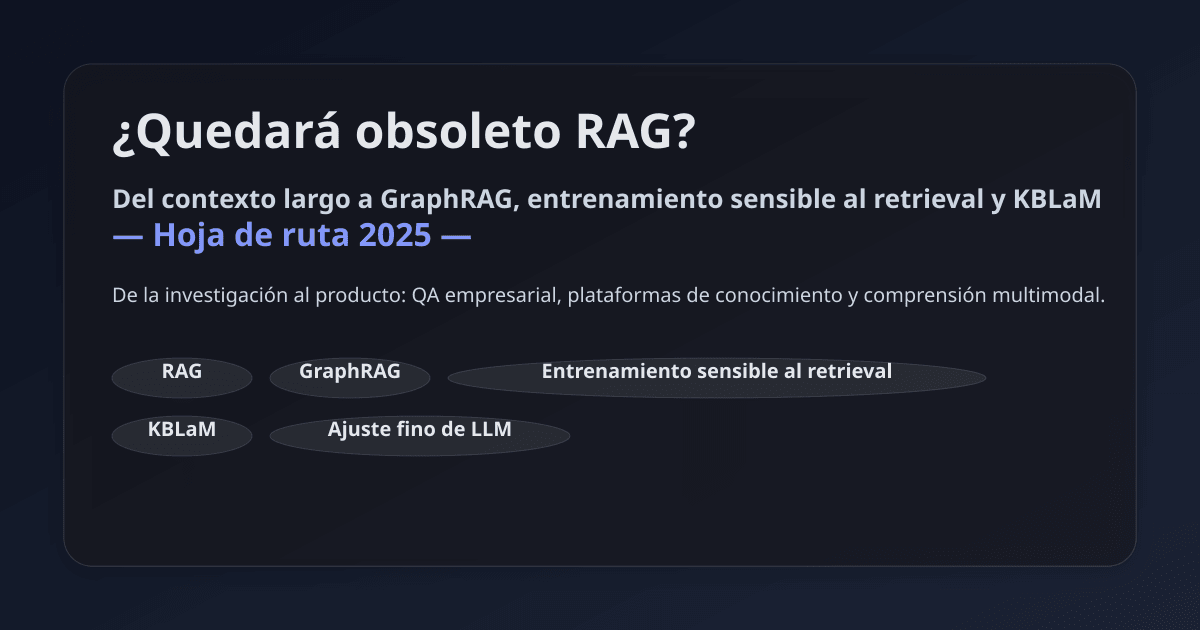 ¿Quedará obsoleto RAG?
Del contexto largo a GraphRAG, entrenamiento sensible al retrieval y KBLaM
— Hoja de ruta 2025 —
De la investigación al producto: QA empresarial, plataformas de conocimiento y comprensión multimodal.
RAG GraphRAG Entrenamiento sensible al retrieval
KBLaM Ajuste fino de LLM